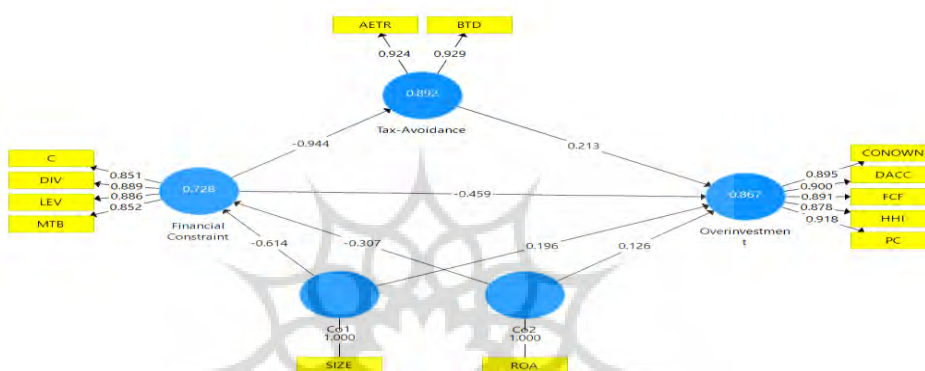 AETR
BTD
0.924
0.929
0.892
Tax-Avoidance
-0.944
0.213
C
DIV
LEV
MTB
0.851
0.889
0.886
0.852
0.728
Financial
Constraint
-0.459
0.867
Overinvestmen
t
0.895
0.900
0.891
0.878
0.918
CONOWN
DACC
FCF
HHI
PC
-0.614
-0.307
0.196
0.126
Co1
1.000
SIZE
Co2
1.000
ROA